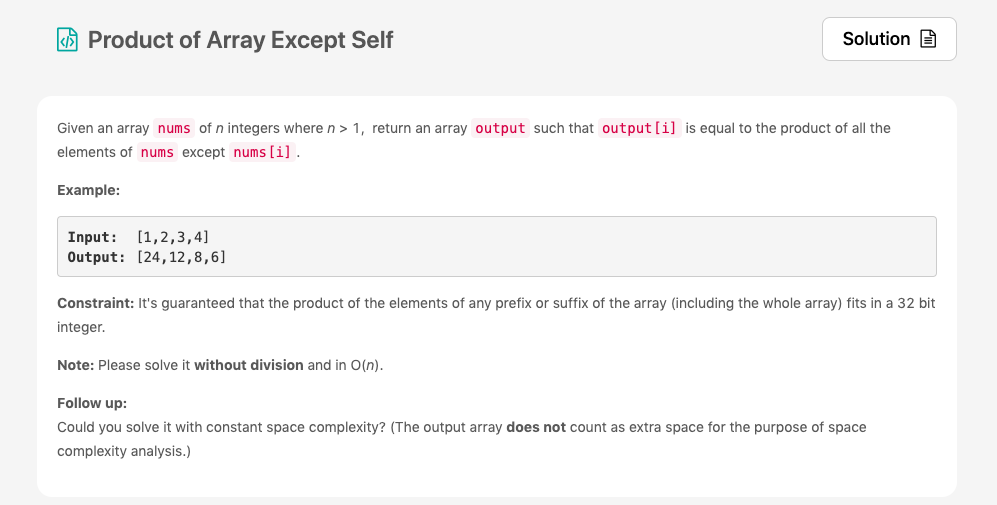 Product of Array Except Self
Solution
Given an array nums of n integers where n > 1, return an array output such that output[i] is equal to the product of all the
elements of nums except nums[i].
Example:
Input: [1,2,3,4]
Output: [24,12,8,6]
Constraint: It's guaranteed that the product of the elements of any prefix or suffix of the array (including the whole array) fits in a 32 bit
integer.
Note: Please solve it without division and in O(n).
Follow up:
Could you solve it with constant space complexity? (The output array does not count as extra space for the purpose of space
complexity analysis.)